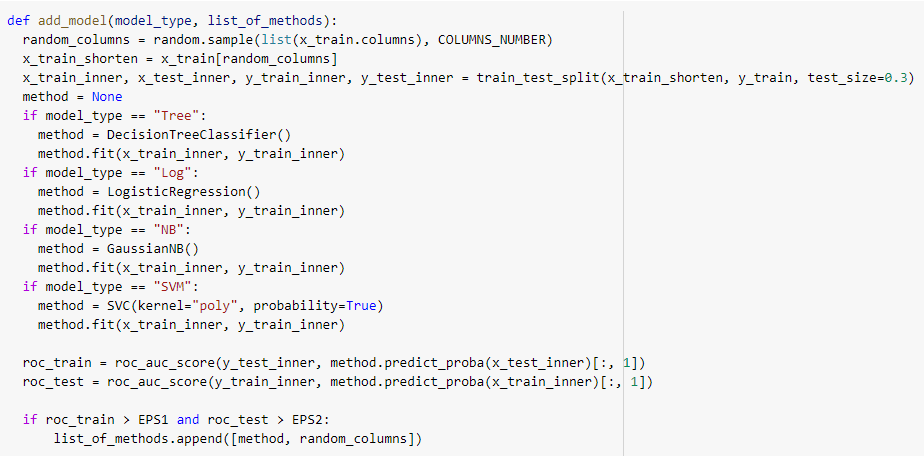 def add_model(model_type, list_of_methods):
  random_columns = random.sample(list(x_train.columns), COLUMNS_NUMBER)
  x_train_shorten = x_train[random_columns]
  x_train_inner, x_test_inner, y_train_inner, y_test_inner = train_test_split(x_train_shorten, y_train, test_size=0.3)
  method = None
  if model_type == "Tree":
    method = DecisionTreeClassifier()
    method.fit(x_train_inner, y_train_inner)
  if model_type == "Log":
    method = LogisticRegression()
    method.fit(x_train_inner, y_train_inner)
  if model_type == "NB":
    method = GaussianNB()
    method.fit(x_train_inner, y_train_inner)
  if model_type == "SVM":
    method = SVC(kernel="poly", probability=True)
    method.fit(x_train_inner, y_train_inner)

  roc_train = roc_auc_score(y_test_inner, method.predict_proba(x_test_inner)[:, 1])
  roc_test = roc_auc_score(y_train_inner, method.predict_proba(x_train_inner)[:, 1])

  if roc_train > EPS1 and roc_test > EPS2:
      list_of_methods.append([method, random_columns])